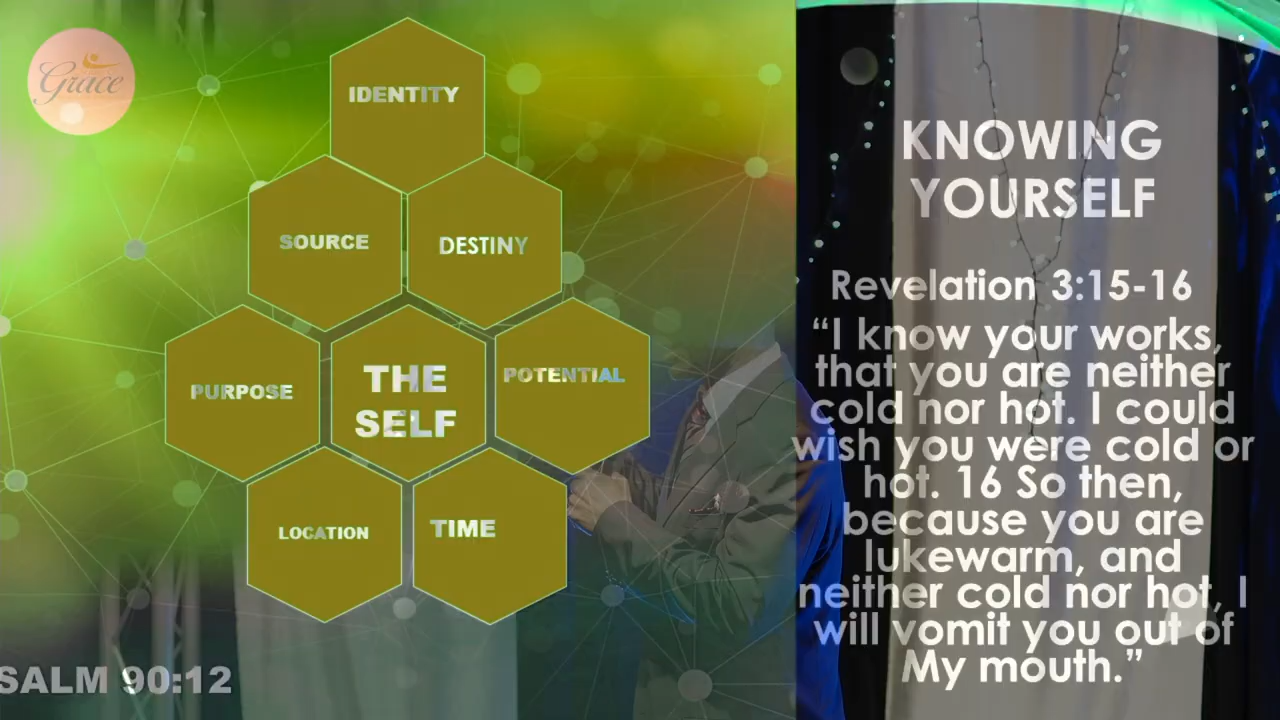 Grace
IDENTITY
SOURCE
DESTINY
PURPOSE
THE
SELF
POTENTIAL
LOCATION
TIME
SALM 90:12
KNOWING
YOURSELF
Revelation 3:15-16
“I know your works,
that you are neither
cold nor hot. I could
wish you were cold or
hot. 16 So then,
because you are
lukewarm, and
neither cold nor hot, I
will vomit you out of
My mouth.”